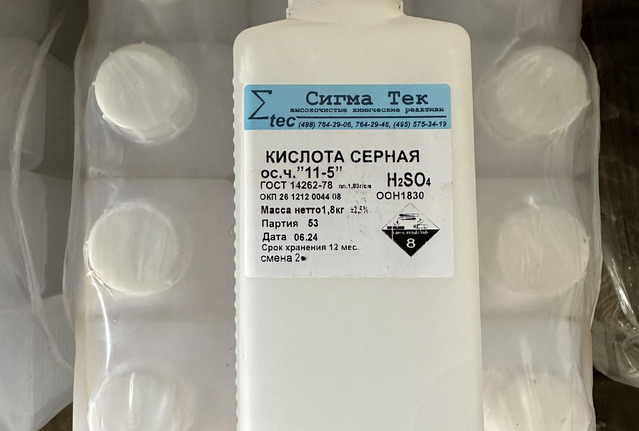 Σtec Сигма Тек
высокочистые химические реактивы
(498) 764-29-06, 764-29-46, (495) 575-34-19
КИСЛОТА СЕРНАЯ
ос.ч."11-5"
ГОСТ 14262-78 пл.1,83г/см
H₂SO₄
ОКП 26 1212 0044 08 ООН1830
Масса нетто1,8кг ±2,5%
Партия 53
Дата 06.24
Срок хранения 12 мес.
смена 2
8